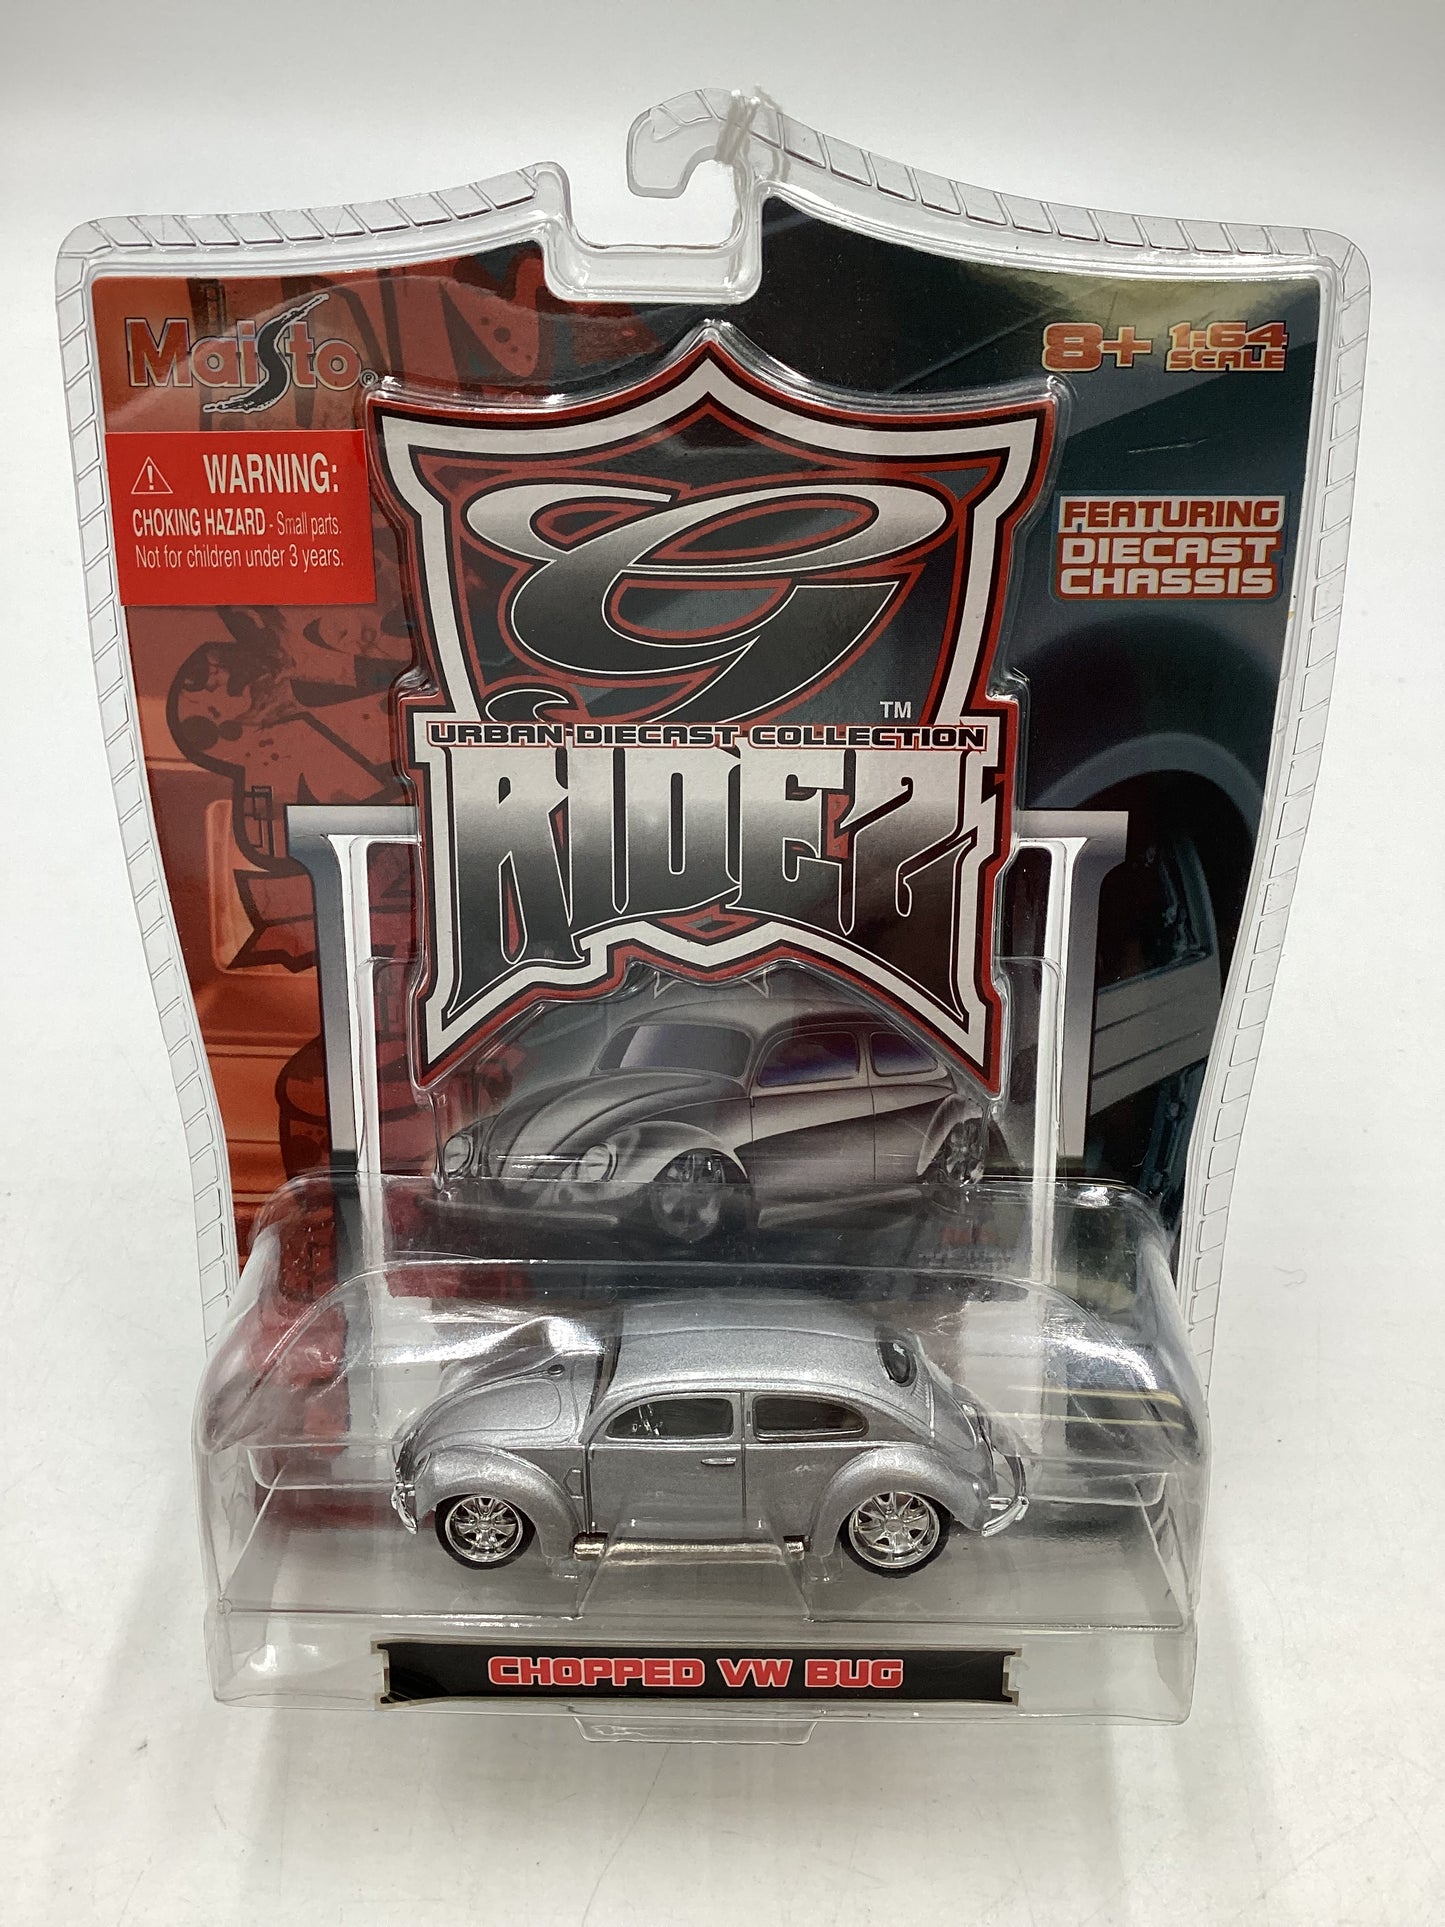 Maisto®
8+ 1:64
SCALE
WARNING:
CHOKING HAZARD - Small parts.
Not for children under 3 years.
FEATURING
DIECAST
CHASSIS
G
TM
URBAN DIECAST COLLECTION
RIDEZ
CHOPPED VW BUG